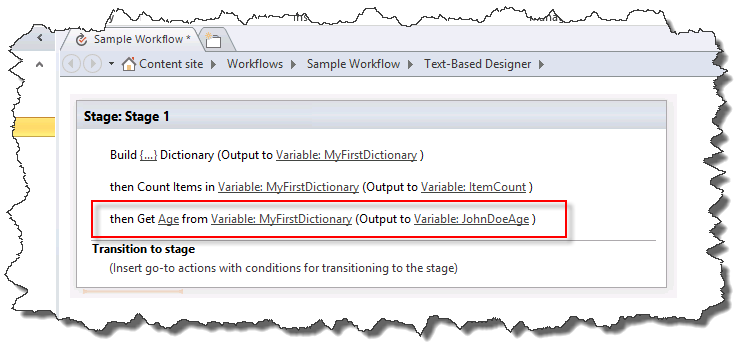 Sample Workflow *
Content site Workflows Sample Workflow Text-Based Designer
Stage: Stage 1
Build {...} Dictionary (Output to Variable: MyFirstDictionary )
then Count Items in Variable: MyFirstDictionary (Output to Variable: ItemCount )
then Get Age from Variable: MyFirstDictionary (Output to Variable: JohnDoeAge )
Transition to stage
(Insert go-to actions with conditions for transitioning to the stage)